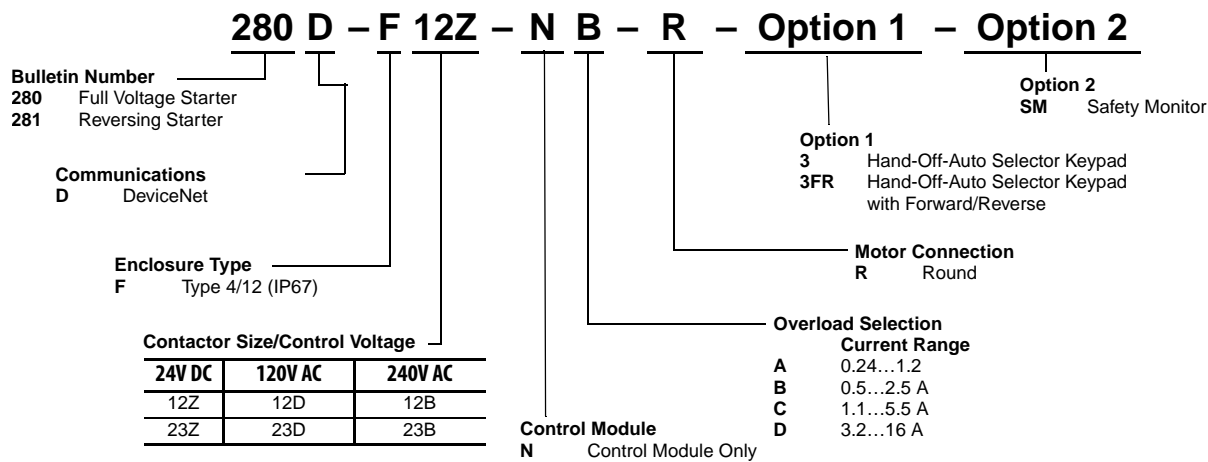 280 D – F 12Z – N B – R – Option 1 – Option 2
Bulletin Number
280 Full Voltage Starter
281 Reversing Starter
Option 2
SM Safety Monitor
Option 1
3 Hand-Off-Auto Selector Keypad
3FR Hand-Off-Auto Selector Keypad
with Forward/Reverse
Communications
D DeviceNet
Motor Connection
R Round
Enclosure Type
F Type 4/12 (IP67)
Overload Selection
Current Range
A 0.24…1.2
B 0.5…2.5 A
C 1.1…5.5 A
D 3.2…16 A
Contactor Size/Control Voltage
24V DC 120V AC 240V AC
12Z 12D 12B
23Z 23D 23B
Control Module
N Control Module Only